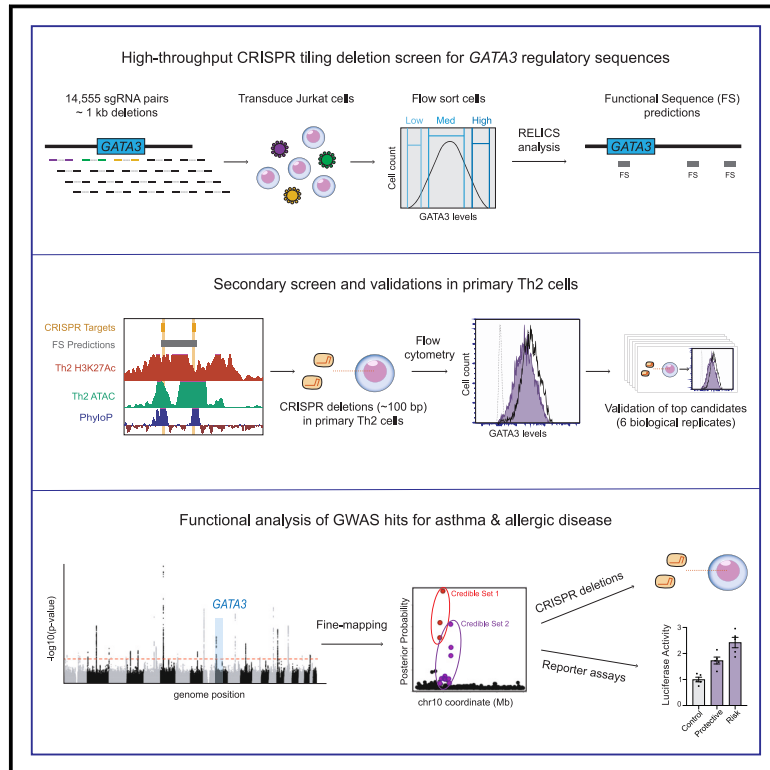 High-throughput CRISPR tiling deletion screen for GATA3 regulatory sequences
14,555 sgRNA pairs
~ 1 kb deletions
Transduce Jurkat cells
Flow sort cells
Functional Sequence (FS)
predictions
GATA3
Low
Med
High
Cell count
GATA3 levels
RELICS
analysis
GATA3
FS
FS
FS
Secondary screen and validations in primary Th2 cells
CRISPR Targets
FS Predictions
Th2 H3K27Ac
Th2 ATAC
PhyloP
CRISPR deletions (~100 bp)
in primary Th2 cells
Flow
cytometry
Cell count
GATA3 levels
Validation of top candidates
(6 biological replicates)
Functional analysis of GWAS hits for asthma & allergic disease
-log10(p-value)
GATA3
genome position
Fine-mapping
Posterior Probability
Credible Set 1
Credible Set 2
chr10 coordinate (Mb)
CRISPR deletions
Reporter assays
Luciferase Activity
3
2
1
0
Control
Protective
Risk